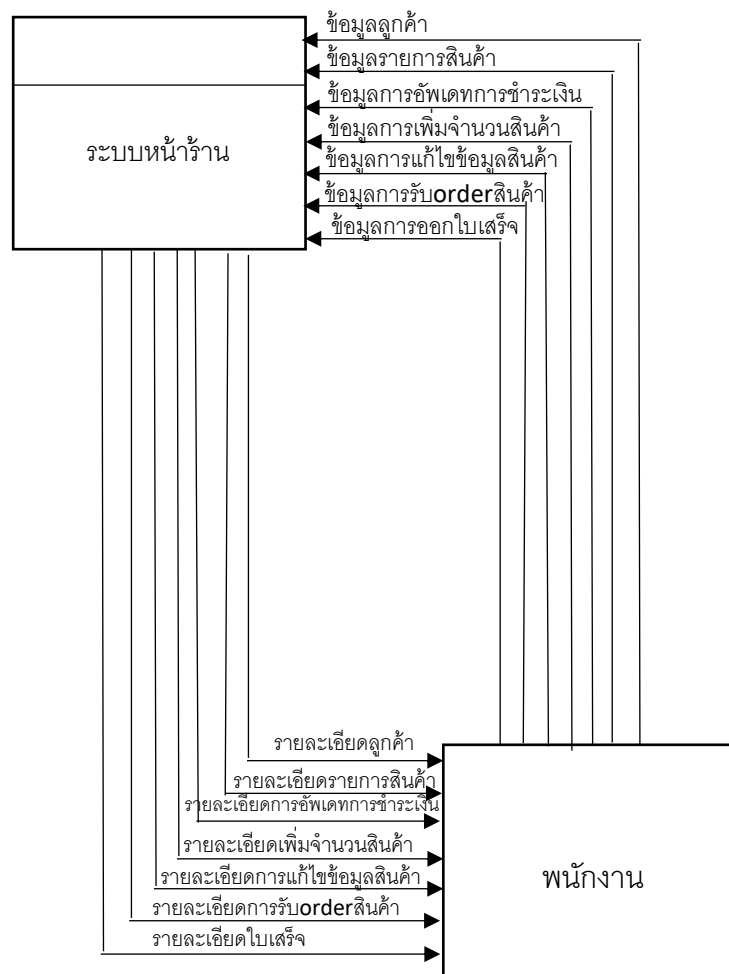 ข้อมูลลูกค้า
ข้อมูลรายการสินค้า
ข้อมูลการอัพเดทการชำระเงิน
ข้อมูลการเพิ่มจำนวนสินค้า
ระบบหน้าร้าน
ข้อมูลการแก้ไขข้อมูลสินค้า
ข้อมูลการรับorderสินค้า
ข้อมูลการออกใบเสร็จ
รายละเอียดลูกค้า
รายละเอียดรายการสินค้า
รายละเอียดการอัพเดทการชำระเงิน
รายละเอียดเพิ่มจำนวนสินค้า
รายละเอียดการแก้ไขข้อมูลสินค้า
พนักงาน
รายละเอียดการรับorderสินค้า
รายละเอียดใบเสร็จ